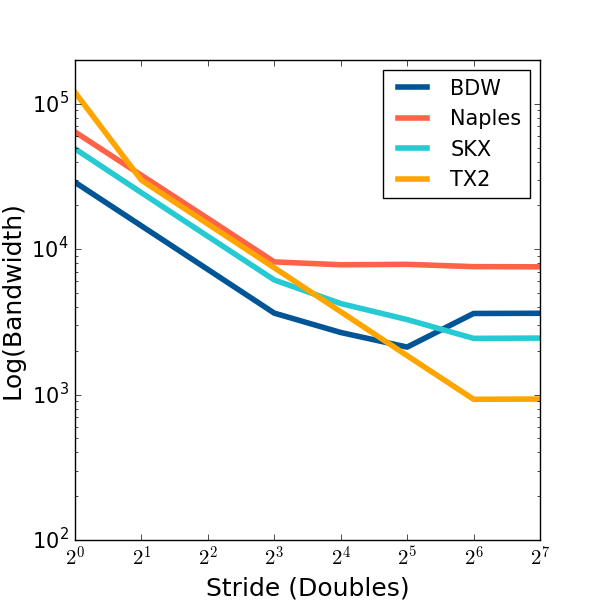 BDW
Naples
SKX
TX2
10^5
10^4
10^3
10^2
Log(Bandwidth)
2^0 2^1 2^2 2^3 2^4 2^5 2^6 2^7
Stride (Doubles)